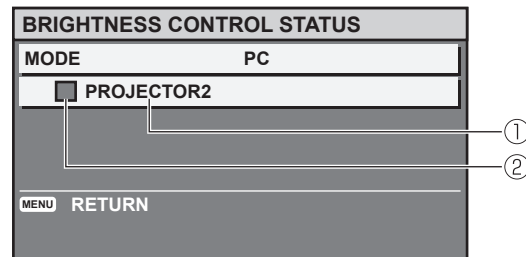 BRIGHTNESS CONTROL STATUS
MODE PC
PROJECTOR2
①
②
MENU RETURN